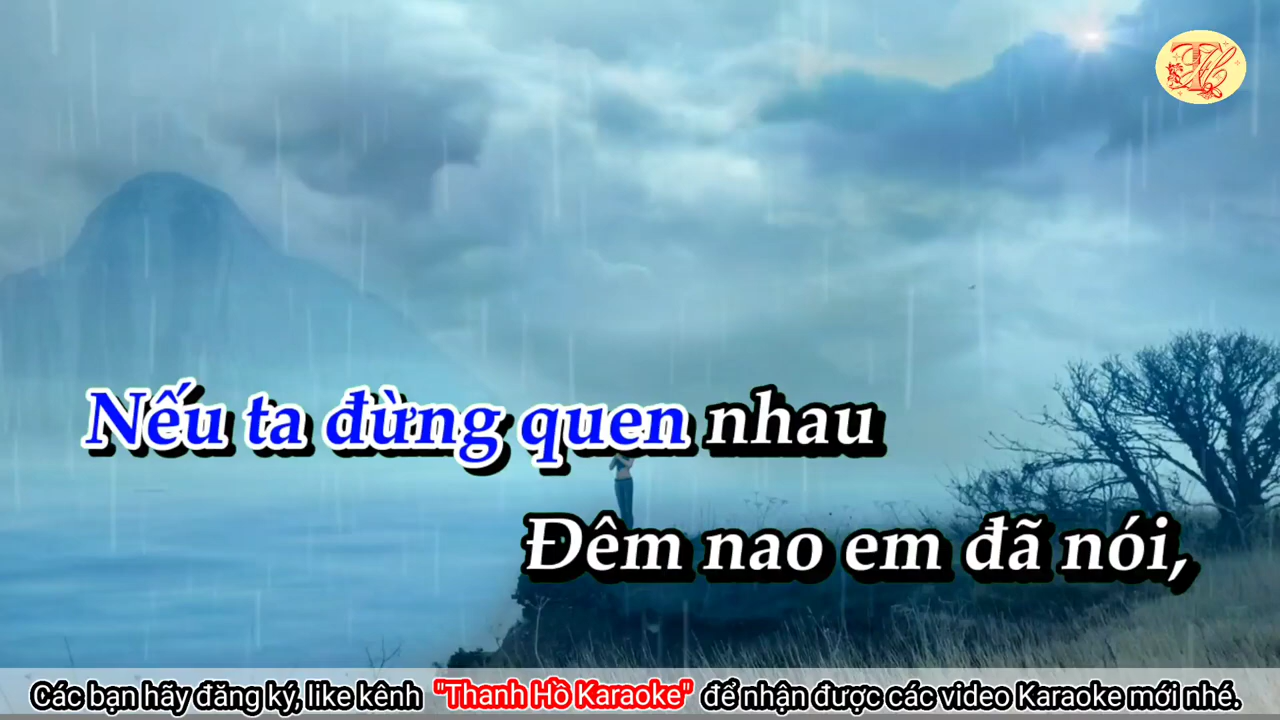 Nếu ta đừng quen nhau
Đêm nao em đã nói,
Các bạn hãy đăng ký, like kênh "Thanh Hồ Karaoke" để nhận được các video Karaoke mới nhé.